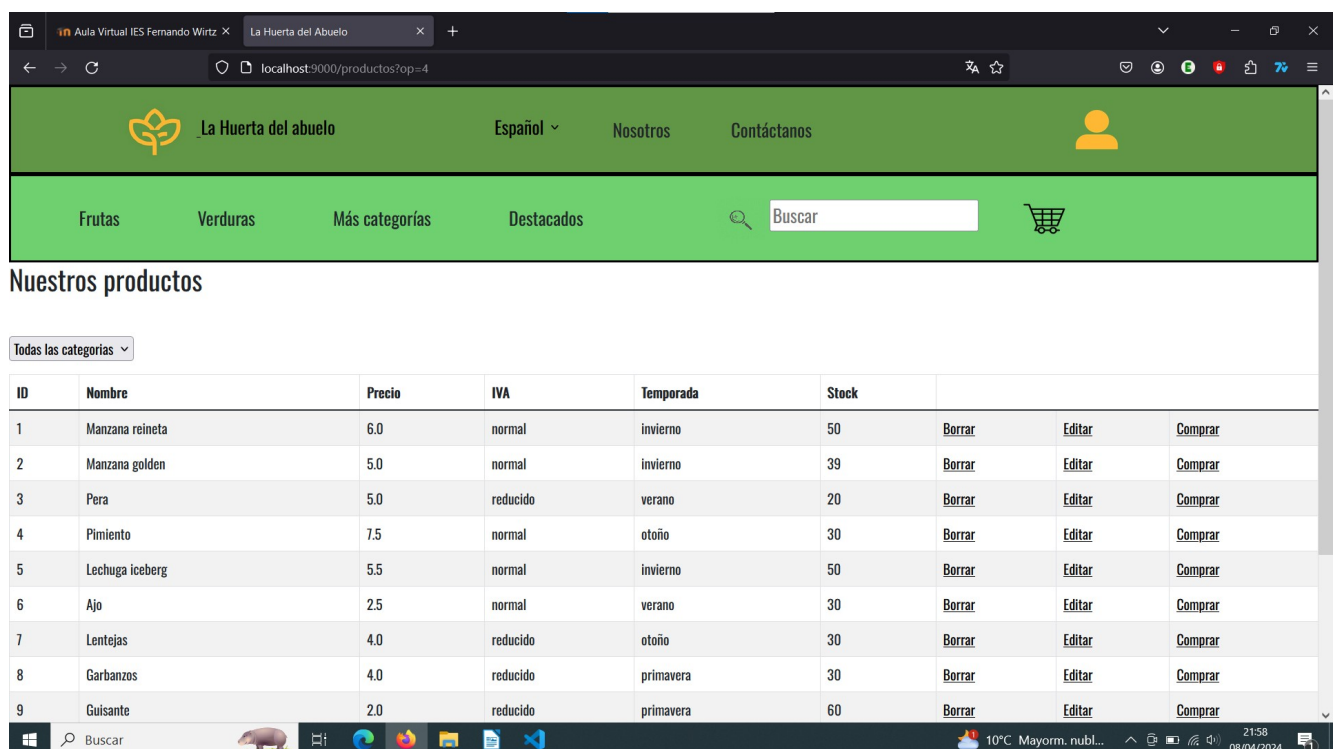 Aula Virtual IES Fernando Wirtz
La Huerta del Abuelo
localhost:9000/productos?op=4
La Huerta del abuelo Español Nosotros Contáctanos
Frutas Verduras Más categorías Destacados Buscar
Nuestros productos
Todas las categorias
ID Nombre Precio IVA Temporada Stock
1 Manzana reineta 6.0 normal invierno 50 Borrar Editar Comprar
2 Manzana golden 5.0 normal invierno 39 Borrar Editar Comprar
3 Pera 5.0 reducido verano 20 Borrar Editar Comprar
4 Pimiento 7.5 normal otoño 30 Borrar Editar Comprar
5 Lechuga iceberg 5.5 normal invierno 50 Borrar Editar Comprar
6 Ajo 2.5 normal verano 30 Borrar Editar Comprar
7 Lentejas 4.0 reducido otoño 30 Borrar Editar Comprar
8 Garbanzos 4.0 reducido primavera 30 Borrar Editar Comprar
9 Guisante 2.0 reducido primavera 60 Borrar Editar Comprar
Buscar 10°C Mayorm. nubl... 21:58
08/04/2024